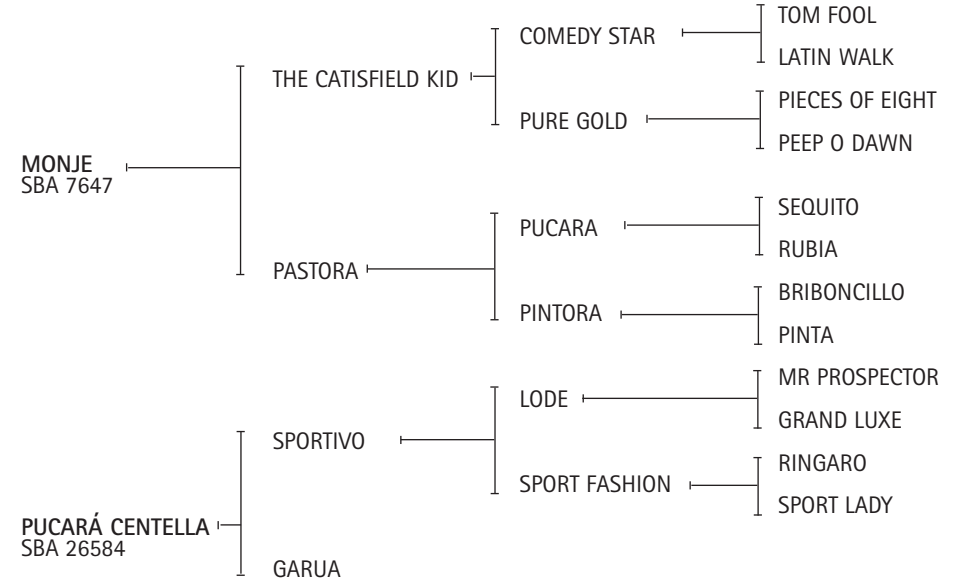 MONJE
SBA 7647
THE CATISFIELD KID
COMEDY STAR
TOM FOOL
LATIN WALK
PURE GOLD
PIECES OF EIGHT
PEEP O DAWN
PASTORA
PUCARA
SEQUITO
RUBIA
PINTORA
BRIBONCILLO
PINTA
PUCARÁ CENTELLA
SBA 26584
SPORTIVO
LODE
MR PROSPECTOR
GRAND LUXE
SPORT FASHION
RINGARO
SPORT LADY
GARUA